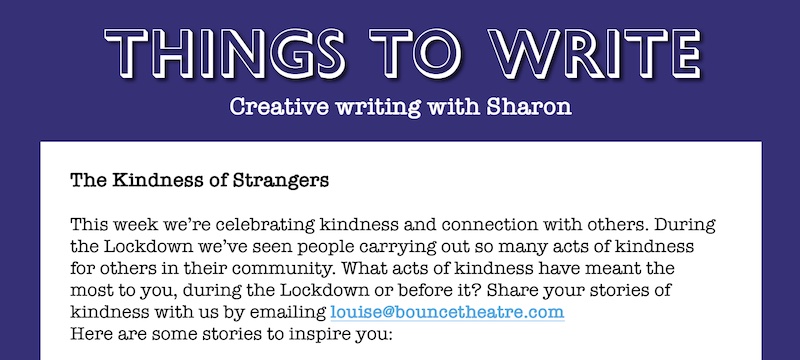 THINGS TO WRITE
Creative writing with Sharon
The Kindness of Strangers
This week we're celebrating kindness and connection with others. During
the Lockdown we've seen people carrying out so many acts of kindness
for others in their community. What acts of kindness have meant the
most to you, during the Lockdown or before it? Share your stories of
kindness with us by emailing louise@bouncetheatre.com
Here are some stories to inspire you: